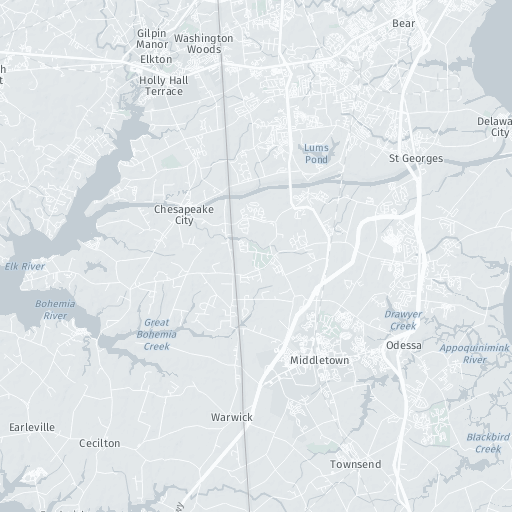 Bear
Gilpin
Manor
Washington
Woods
Elkton
Holly Hall
Terrace
Delawa
City
Lums
Pond
St Georges
Chesapeake
City
Elk River
Bohemia
River
Great
Bohemia
Creek
Drawyer
Creek
Odessa
Appoquinimink
River
Middletown
Warwick
Earleville
Cecilton
Blackbird
Creek
Townsend